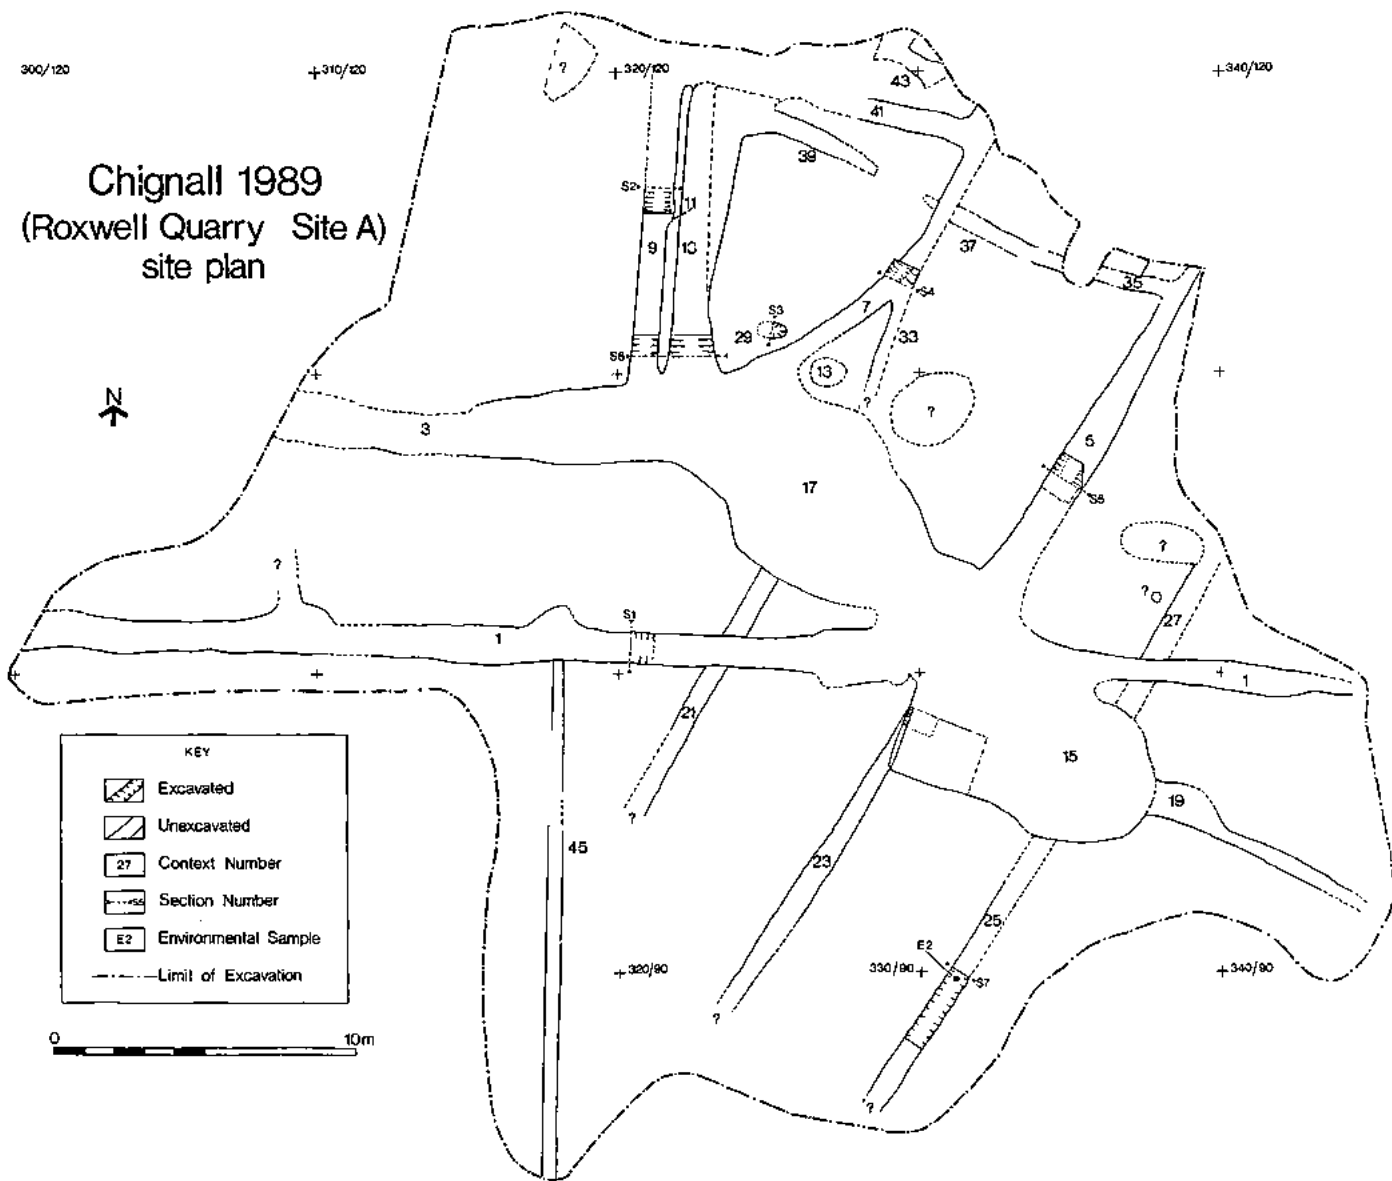 300/120
310/120
320/120
340/120
?
43
41
39
Chignall 1989
(Roxwell Quarry Site A)
site plan
S2
11
9
13
37
35
S4
7
S3
29
33
S6
13
?
?
N
3
5
17
S5
?
?
?
27
S1
1
1
21
15
19
?
45
23
25
E2
320/90
330/90
340/90
S7
?
?
KEY
Excavated
Unexcavated
27 Context Number
S5 Section Number
E2 Environmental Sample
Limit of Excavation
0 10m